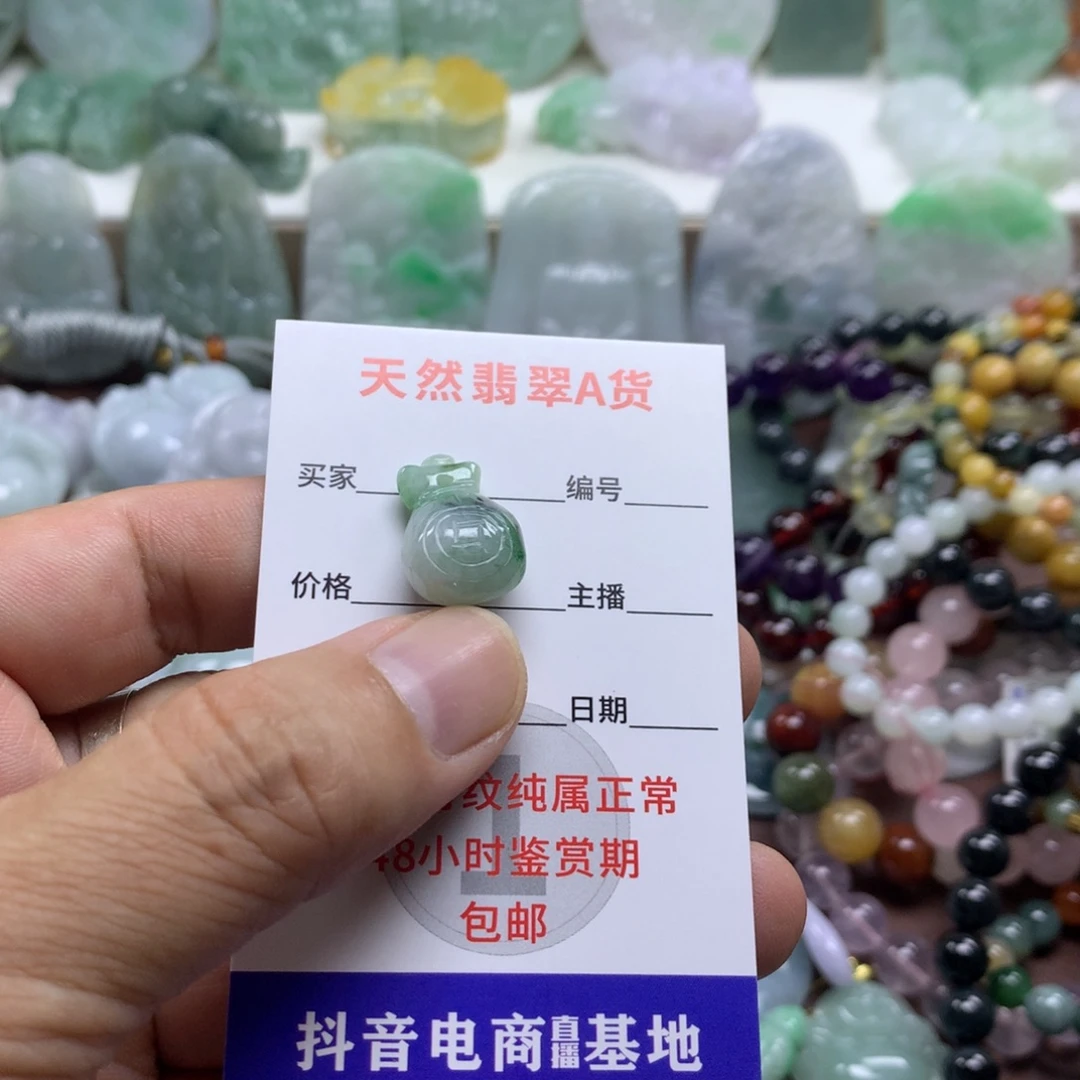 天然翡翠A货
买家 编号
价格 主播
日期
纹纯属正常
48小时鉴赏期
包邮
抖音电商直播基地